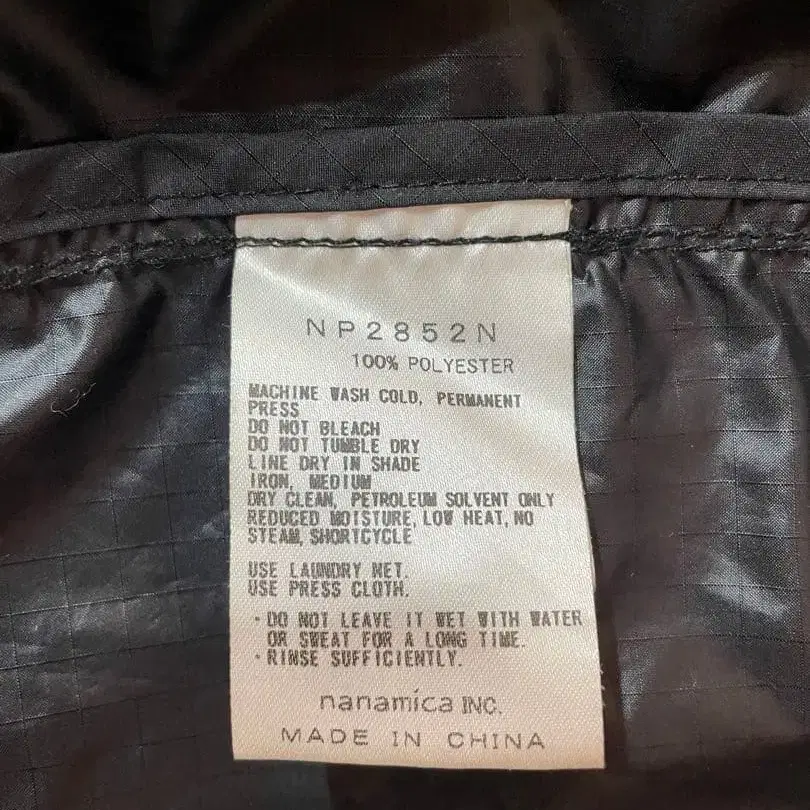 NP2852N
100% POLYESTER
MACHINE WASH COLD, PERMANENT
PRESS
DO NOT BLEACH
DO NOT TUMBLE DRY
LINE DRY IN SHADE
IRON, MEDIUM
DRY CLEAN, PETROLEUM SOLVENT ONLY
REDUCED MOISTURE, LOW HEAT, NO
STEAM, SHORTCYCLE
USE LAUNDRY NET.
USE PRESS CLOTH.
・DO NOT LEAVE IT WET WITH WATER
OR SWEAT FOR A LONG TIME.
・RINSE SUFFICIENTLY.
nanamica INC.
MADE IN CHINA